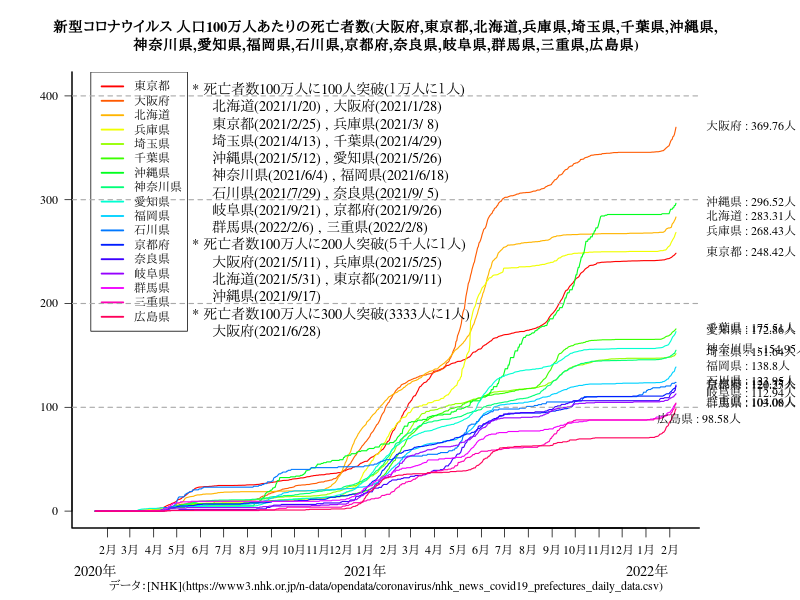 新型コロナウイルス 人口100万人あたりの死亡者数(大阪府,東京都,北海道,兵庫県,埼玉県,千葉県,沖縄県,
神奈川県,愛知県,福岡県,石川県,京都府,奈良県,岐阜県,群馬県,三重県,広島県)
東京都
大阪府
北海道
兵庫県
埼玉県
千葉県
沖縄県
神奈川県
愛知県
福岡県
石川県
京都府
奈良県
岐阜県
群馬県
三重県
広島県
* 死亡者数100万人に100人突破(1万人に1人)
北海道(2021/1/20) , 大阪府(2021/1/28)
東京都(2021/2/25) , 兵庫県(2021/3/ 8)
埼玉県(2021/4/13) , 千葉県(2021/4/29)
沖縄県(2021/5/12) , 愛知県(2021/5/26)
神奈川県(2021/6/4) , 福岡県(2021/6/18)
石川県(2021/7/29) , 奈良県(2021/9/ 5)
岐阜県(2021/9/21) , 京都府(2021/9/26)
群馬県(2022/2/6) , 三重県(2022/2/8)
* 死亡者数100万人に200人突破(5千人に1人)
大阪府(2021/5/11) , 兵庫県(2021/5/25)
北海道(2021/5/31) , 東京都(2021/9/11)
沖縄県(2021/9/17)
* 死亡者数100万人に300人突破(3333人に1人)
大阪府(2021/6/28)
400
300
200
100
0
大阪府 : 369.76人
沖縄県 : 296.52人
北海道 : 283.31人
兵庫県 : 268.43人
東京都 : 248.42人
福岡県 : 138.8人
岐阜県 : 112.94人
広島県 : 98.58人
2月 3月 4月 5月 6月 7月 8月 9月 10月 11月 12月 1月 2月 3月 4月 5月 6月 7月 8月 9月 10月 11月 12月 1月 2月
2020年 2021年 2022年
データ:[NHK](https://www3.nhk.or.jp/n-data/opendata/coronavirus/nhk_news_covid19_prefectures_daily_data.csv)